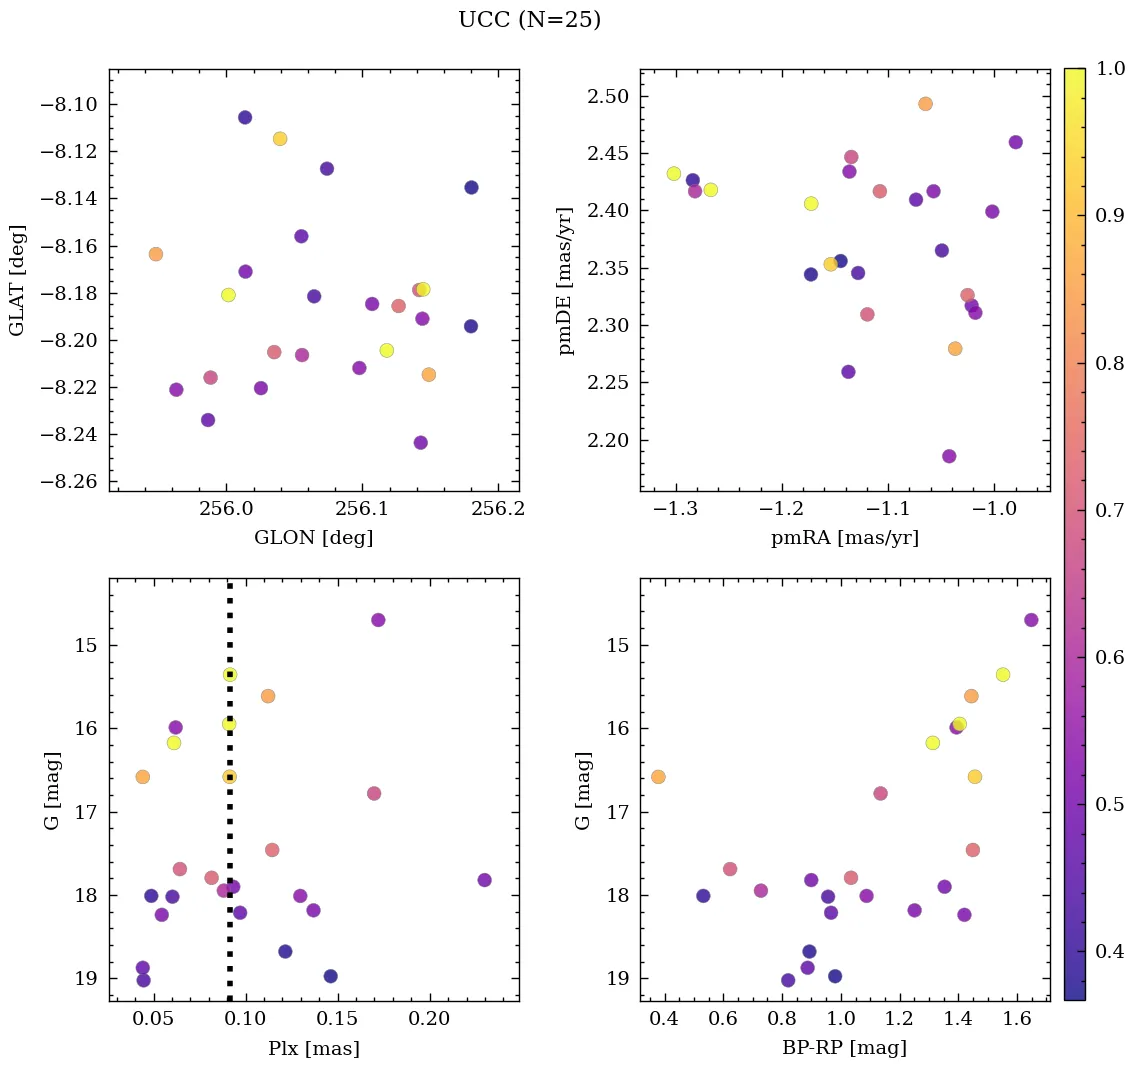 UCC (N=25)
−8.10
−8.12
−8.14
−8.16
−8.18
−8.20
−8.22
−8.24
−8.26
GLAT [deg]
256.0 256.1 256.2
GLON [deg]
2.50
2.45
2.40
2.35
2.30
2.25
2.20
pmDE [mas/yr]
−1.3 −1.2 −1.1 −1.0
pmRA [mas/yr]
15
16
17
18
19
G [mag]
0.05 0.10 0.15 0.20
Plx [mas]
15
16
17
18
19
G [mag]
0.4 0.6 0.8 1.0 1.2 1.4 1.6
BP-RP [mag]
1.0
0.9
0.8
0.7
0.6
0.5
0.4